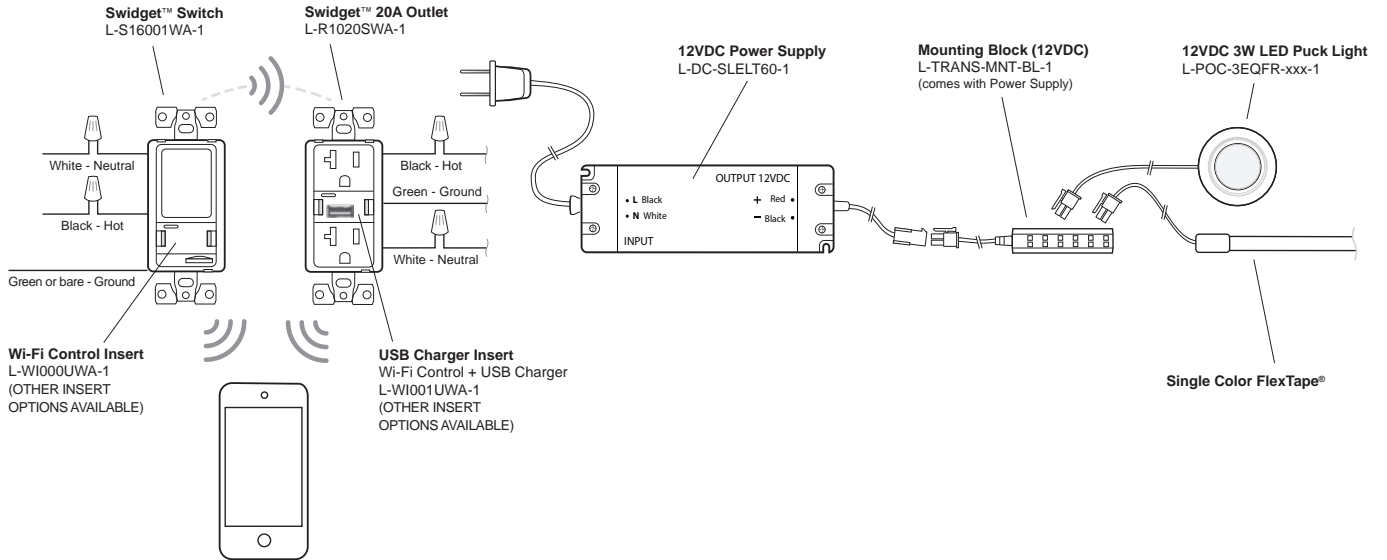 Swidget™ Switch
L-S16001WA-1
Swidget™ 20A Outlet
L-R1020SWA-1
12VDC Power Supply
L-DC-SLELT60-1
Mounting Block (12VDC)
L-TRANS-MNT-BL-1
(comes with Power Supply)
12VDC 3W LED Puck Light
L-POC-3EQFR-xxx-1
White - Neutral
Black - Hot
Green or bare - Ground
Black - Hot
Green - Ground
White - Neutral
OUTPUT 12VDC
• L Black
• N White
INPUT
+ Red •
− Black •
Wi-Fi Control Insert
L-WI000UWA-1
(OTHER INSERT
OPTIONS AVAILABLE)
USB Charger Insert
Wi-Fi Control + USB Charger
L-WI001UWA-1
(OTHER INSERT
OPTIONS AVAILABLE)
Single Color FlexTape®